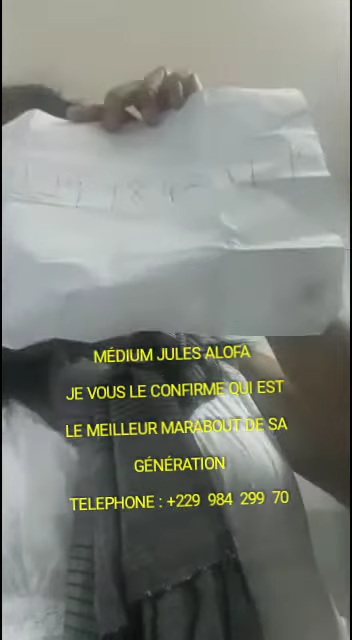 MÉDIUM JULES ALOFA
JE VOUS LE CONFIRME QUI EST
LE MEILLEUR MARABOUT DE SA
GÉNÉRATION
TELEPHONE : +229 984 299 70